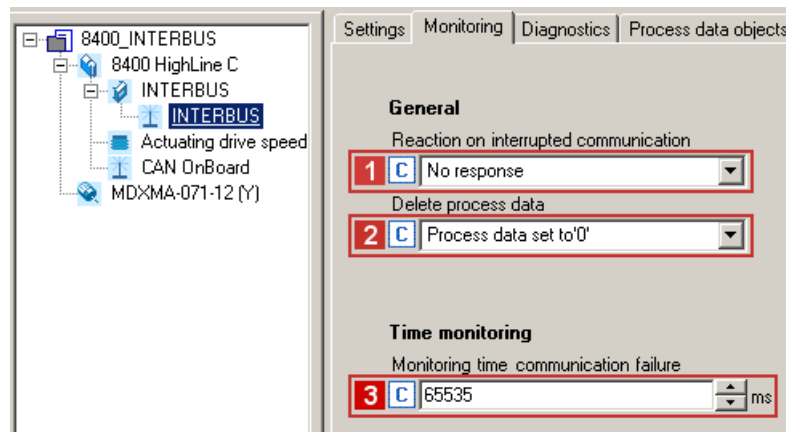 8400_INTERBUS
8400 HighLine C
INTERBUS
INTERBUS
Actuating drive speed
CAN OnBoard
MDXMA-071-12 (Y)
Settings Monitoring Diagnostics Process data objects
General
Reaction on interrupted communication
1 C No response
Delete process data
2 C Process data set to'0'
Time monitoring
Monitoring time communication failure
3 C 65535 ms